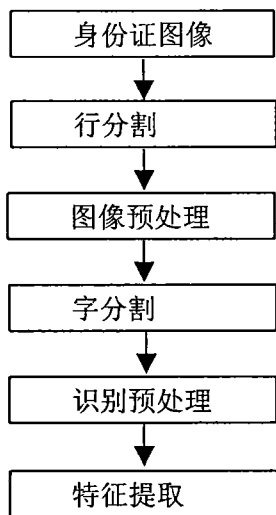 身份证图像
行分割
图像预处理
字分割
识别预处理
特征提取